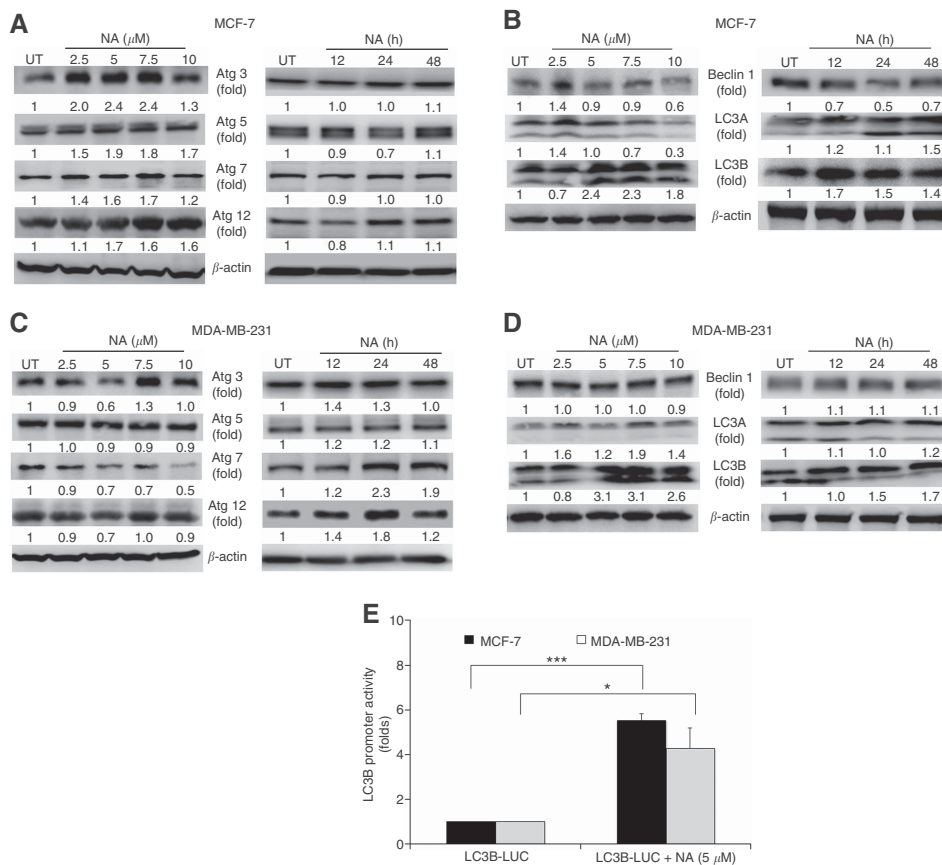 A
MCF-7
NA (μM)
NA (h)
UT 2.5 5 7.5 10
UT 12 24 48
Atg 3
(fold)
1 2.0 2.4 2.4 1.3
1 1.0 1.0 1.1
Atg 5
(fold)
1 1.5 1.9 1.8 1.7
1 0.9 0.7 1.1
Atg 7
(fold)
1 1.4 1.6 1.7 1.2
1 0.9 1.0 1.0
Atg 12
(fold)
1 1.1 1.7 1.6 1.6
1 0.8 1.1 1.1
β-actin
B
MCF-7
NA (μM)
NA (h)
UT 2.5 5 7.5 10
UT 12 24 48
Beclin 1
(fold)
1 1.4 0.9 0.9 0.6
1 0.7 0.5 0.7
LC3A
(fold)
1 1.4 1.0 0.7 0.3
1 1.2 1.1 1.5
LC3B
(fold)
1 0.7 2.4 2.3 1.8
1 1.7 1.5 1.4
β-actin
C
MDA-MB-231
NA (μM)
NA (h)
UT 2.5 5 7.5 10
UT 12 24 48
Atg 3
(fold)
1 0.9 0.6 1.3 1.0
1 1.4 1.3 1.0
Atg 5
(fold)
1 1.0 0.9 0.9 0.9
1 1.2 1.2 1.1
Atg 7
(fold)
1 0.9 0.7 0.7 0.5
1 1.2 2.3 1.9
Atg 12
(fold)
1 0.9 0.7 1.0 0.9
1 1.4 1.8 1.2
β-actin
D
MDA-MB-231
NA (μM)
NA (h)
UT 2.5 5 7.5 10
UT 12 24 48
Beclin 1
(fold)
1 1.0 1.0 1.0 0.9
1 1.1 1.1 1.1
LC3A
(fold)
1 1.6 1.2 1.9 1.4
1 1.1 1.0 1.2
LC3B
(fold)
1 0.8 3.1 3.1 2.6
1 1.0 1.5 1.7
β-actin
E
LC3B promoter activity
(folds)
10
8
6
4
2
0
MCF-7
MDA-MB-231
***
*
LC3B-LUC
LC3B-LUC + NA (5 μM)